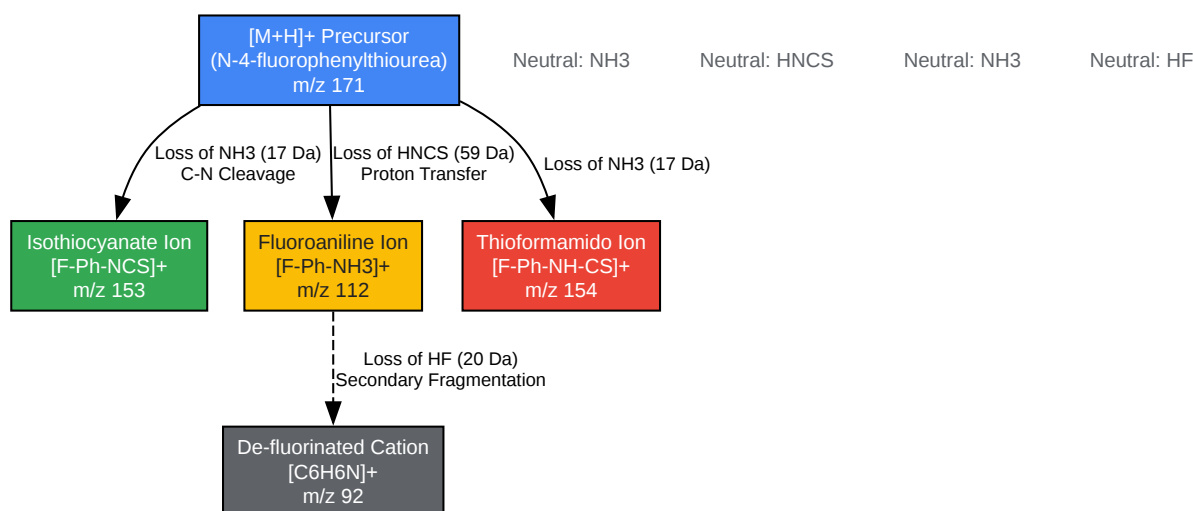 [M+H]+ Precursor
(N-4-fluorophenylthiourea)
m/z 171
Neutral: NH3
Neutral: HNCS
Neutral: NH3
Neutral: HF
Loss of NH3 (17 Da)
C-N Cleavage
Loss of HNCS (59 Da)
Proton Transfer
Loss of NH3 (17 Da)
Isothiocyanate Ion
[F-Ph-NCS]+
m/z 153
Fluoroaniline Ion
[F-Ph-NH3]+
m/z 112
Thioformamido Ion
[F-Ph-NH-CS]+
m/z 154
Loss of HF (20 Da)
Secondary Fragmentation
De-fluorinated Cation
[C6H6N]+
m/z 92